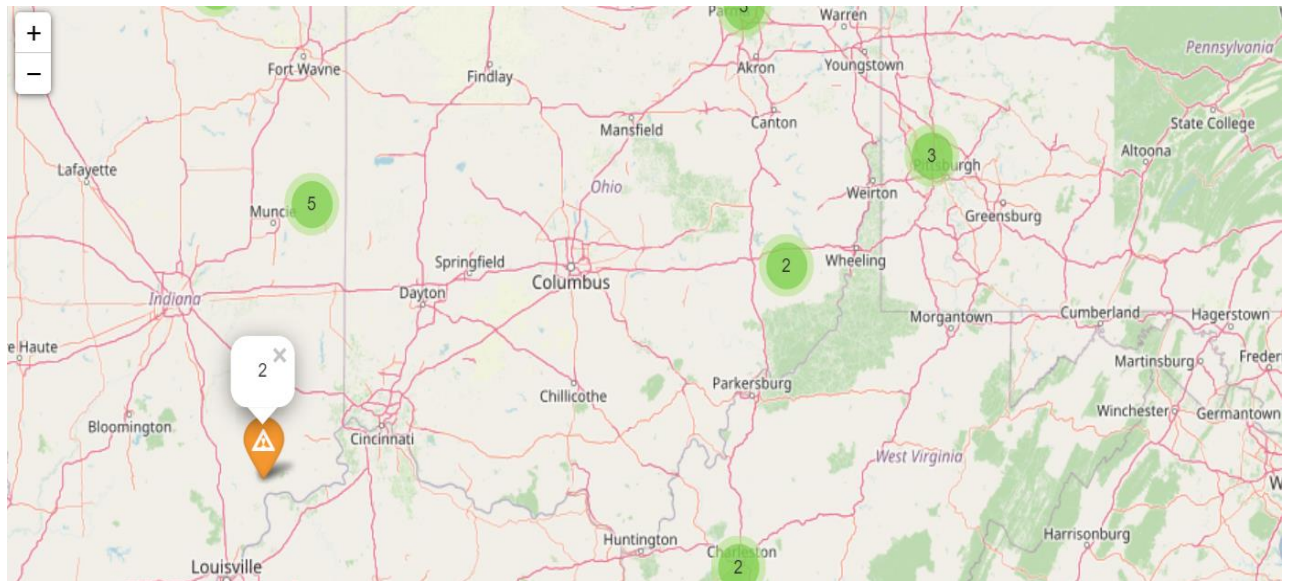 +
−
5
Warren
Pennsylvania
Fort Wayne
Findlay
Akron
Youngstown
State College
Canton
Mansfield
Altoona
3
Pittsburgh
Lafayette
Ohio
Weirton
5
Muncie
Greensburg
2
Wheeling
Springfield
Columbus
Dayton
Indiana
Morgantown
Cumberland
Hagerstown
e Haute
Martinsburg
Freder
2 ×
Parkersburg
Chillicothe
Winchester
Germantown
Bloomington
Cincinnati
West Virginia
W
Harrisonburg
Huntington
Charleston
2
Louisville